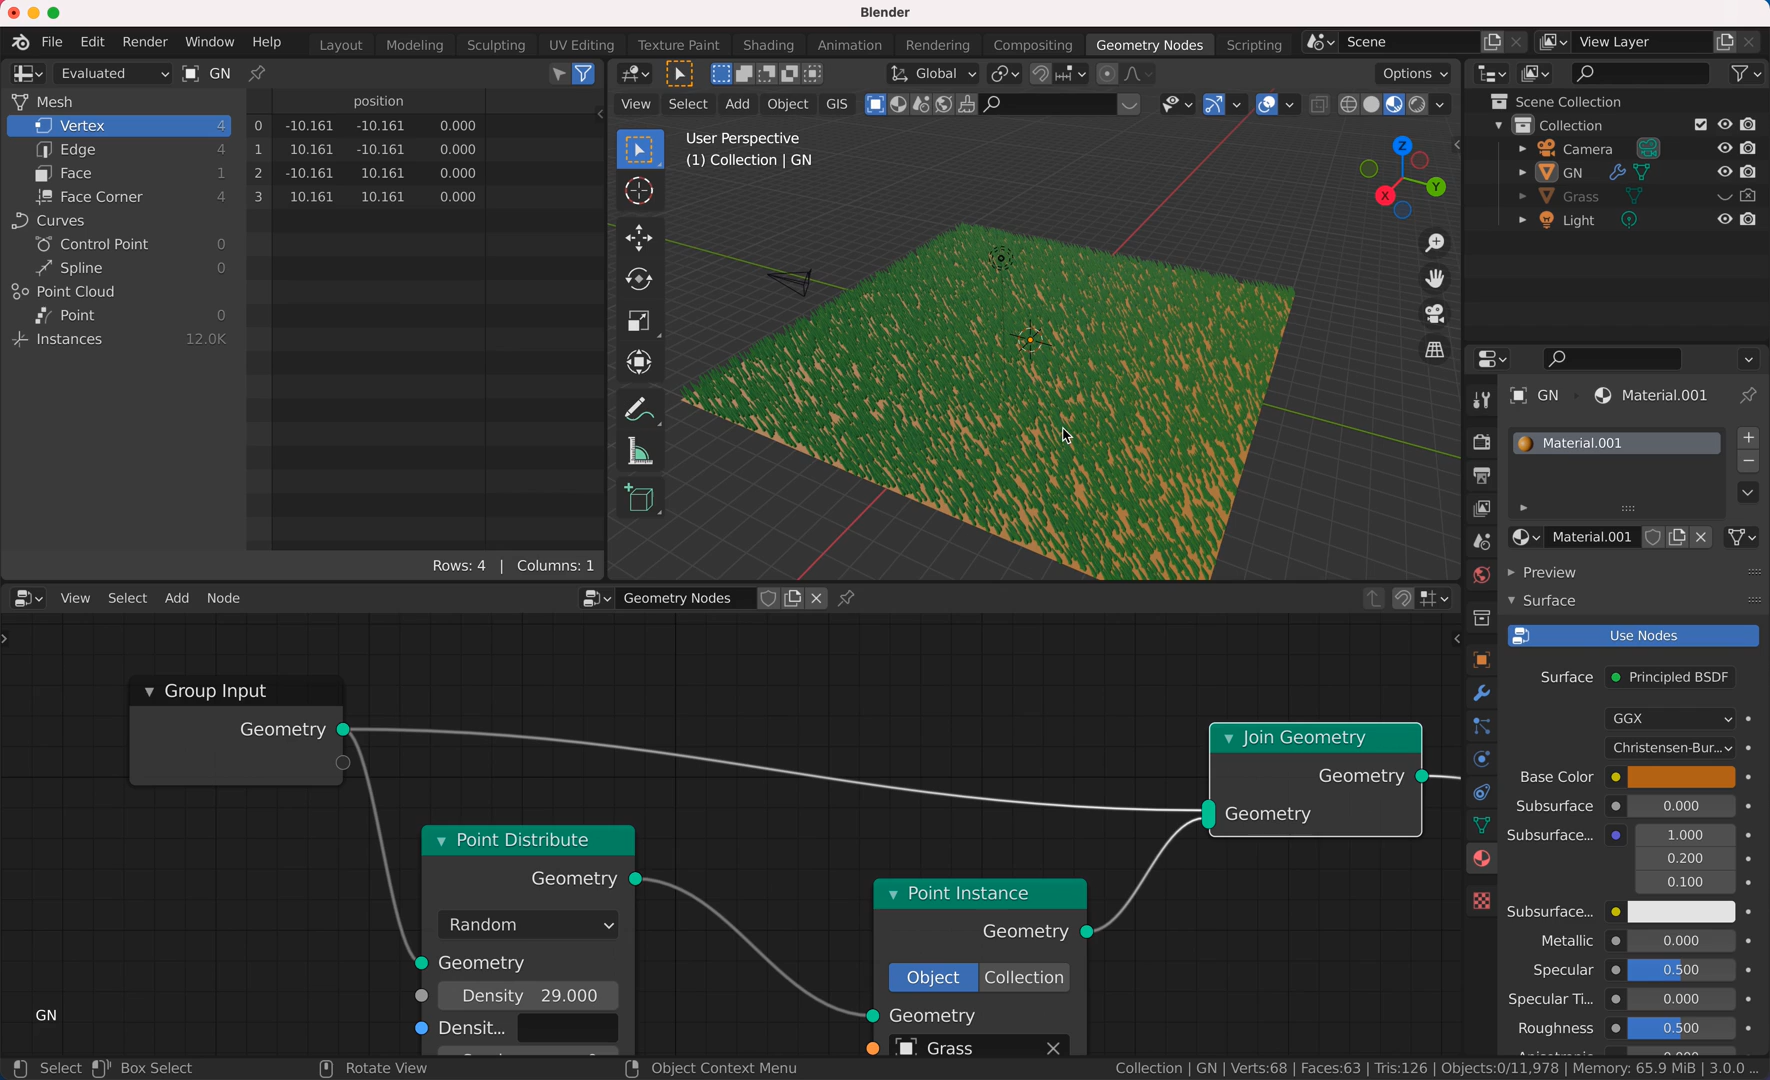 Blender
File Edit Render Window Help Layout Modeling Sculpting UV Editing Texture Paint Shading Animation Rendering Compositing Geometry Nodes Scripting Scene View Layer
Evaluated GN
Mesh
Vertex 4
Edge 4
Face 1
Face Corner 4
Curves
Control Point 0
Spline 0
Point Cloud
Point 0
Instances 12.0K
position
0 -10.161 -10.161 0.000
1 10.161 -10.161 0.000
2 -10.161 10.161 0.000
3 10.161 10.161 0.000
Rows: 4 | Columns: 1
Global Options
View Select Add Object GIS
User Perspective
(1) Collection | GN
Z
Y
X
Scene Collection
Collection
Camera
GN
Grass
Light
GN Material.001
Material.001
Material.001
Preview
Surface
Use Nodes
Surface Principled BSDF
GGX
Christensen-Bur...
Base Color
Subsurface 0.000
Subsurface... 1.000
0.200
0.100
Subsurface...
Metallic 0.000
Specular 0.500
Specular Ti... 0.000
Roughness 0.500
View Select Add Node Geometry Nodes
Group Input
Geometry
Point Distribute
Geometry
Random
Geometry
Density 29.000
Densit...
Point Instance
Geometry
Object Collection
Geometry
Grass
Join Geometry
Geometry
Geometry
GN
Select Box Select Rotate View Object Context Menu Collection | GN | Verts:68 | Faces:63 | Tris:126 | Objects:0/11,978 | Memory: 65.9 MiB | 3.0.0 ...